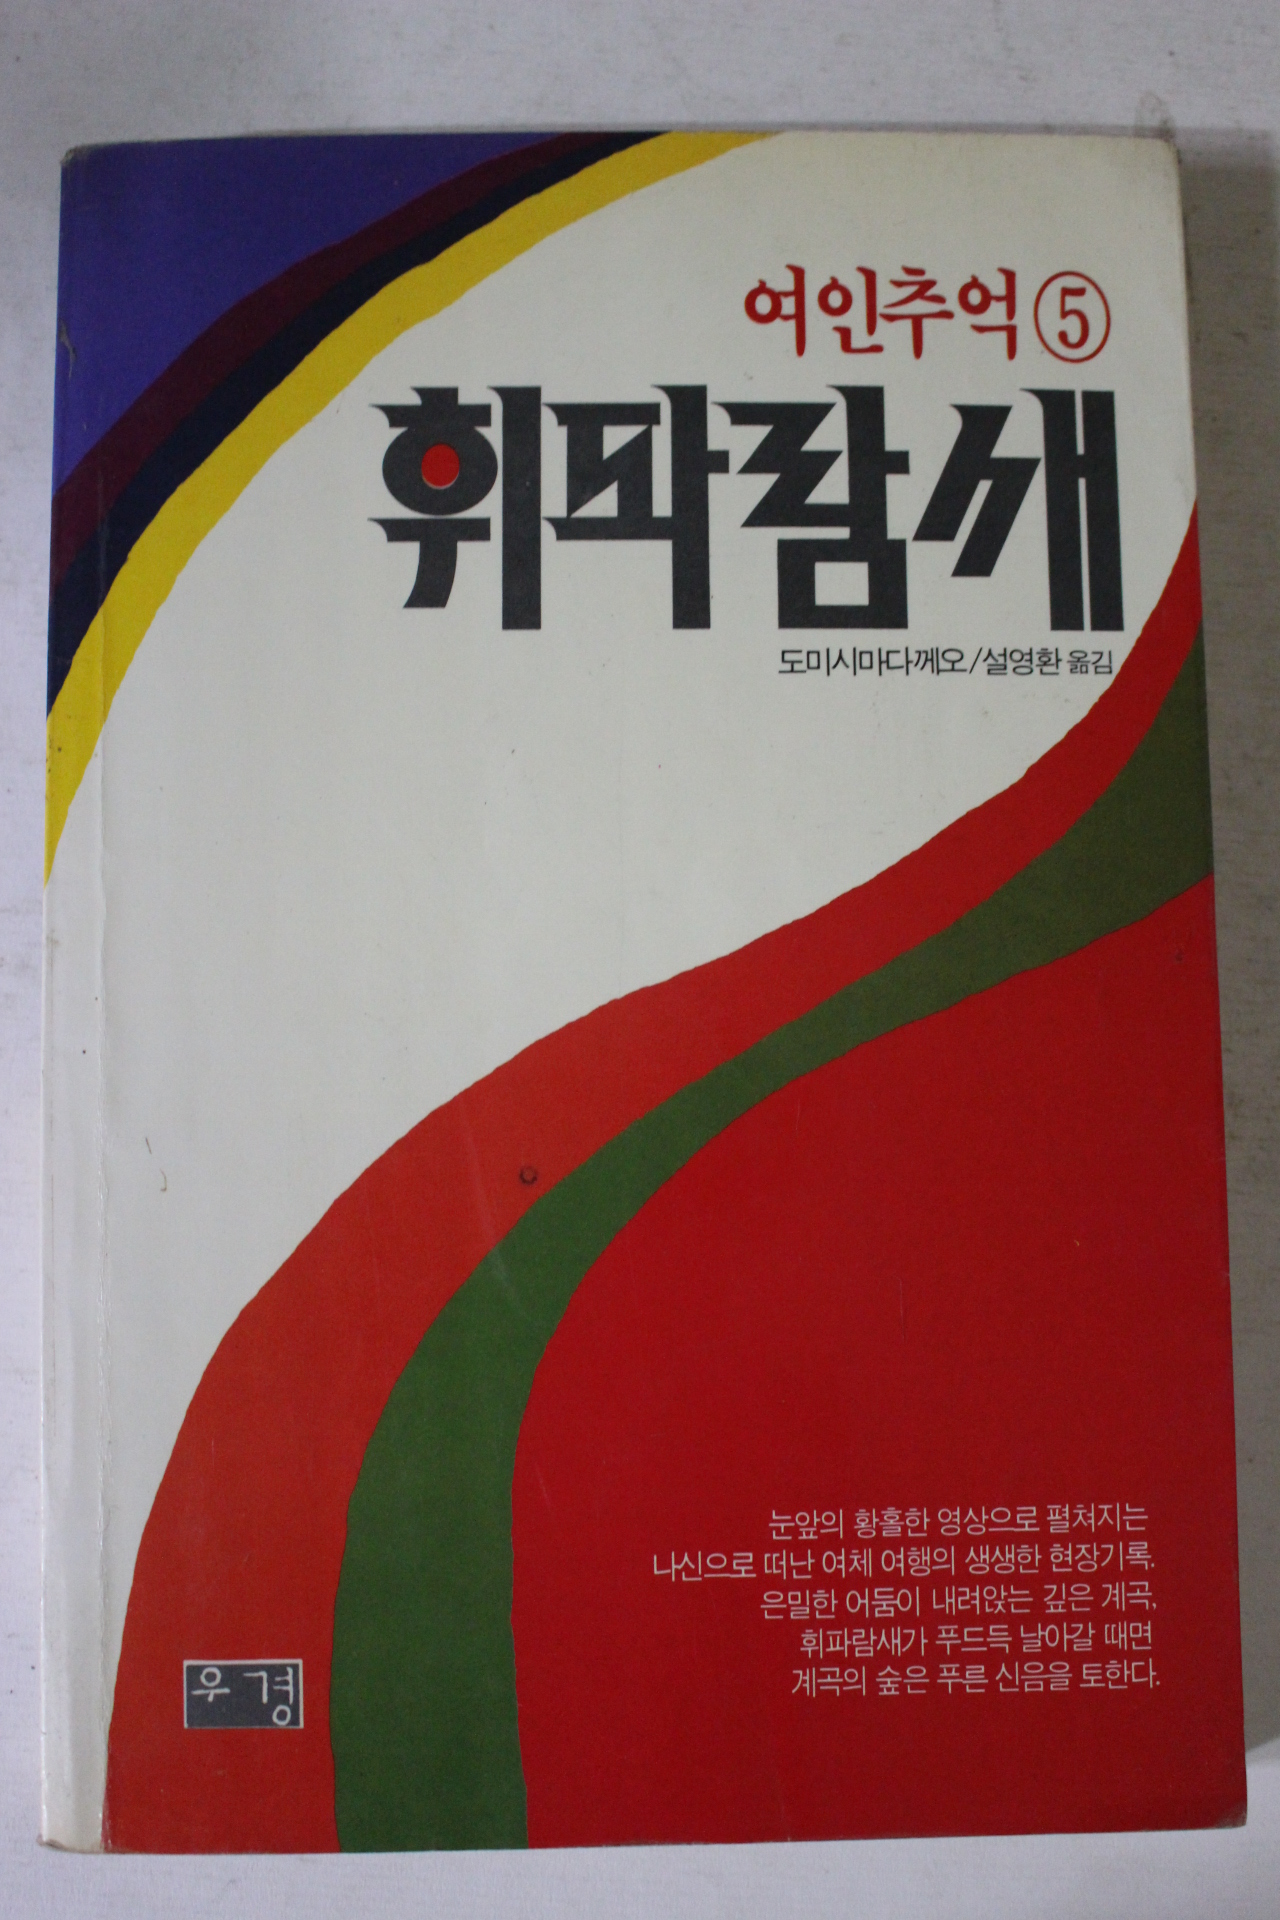 여인추억 ⑤
휘파람새
도미시마다께오/설영환 옮김
눈앞의 황홀한 영상으로 펼쳐지는
나신으로 떠난 여체 여행의 생생한 현장기록.
은밀한 어둠이 내려앉는 깊은 계곡,
휘파람새가 푸드득 날아갈 때면
계곡의 숲은 푸른 신음을 토한다.
우경